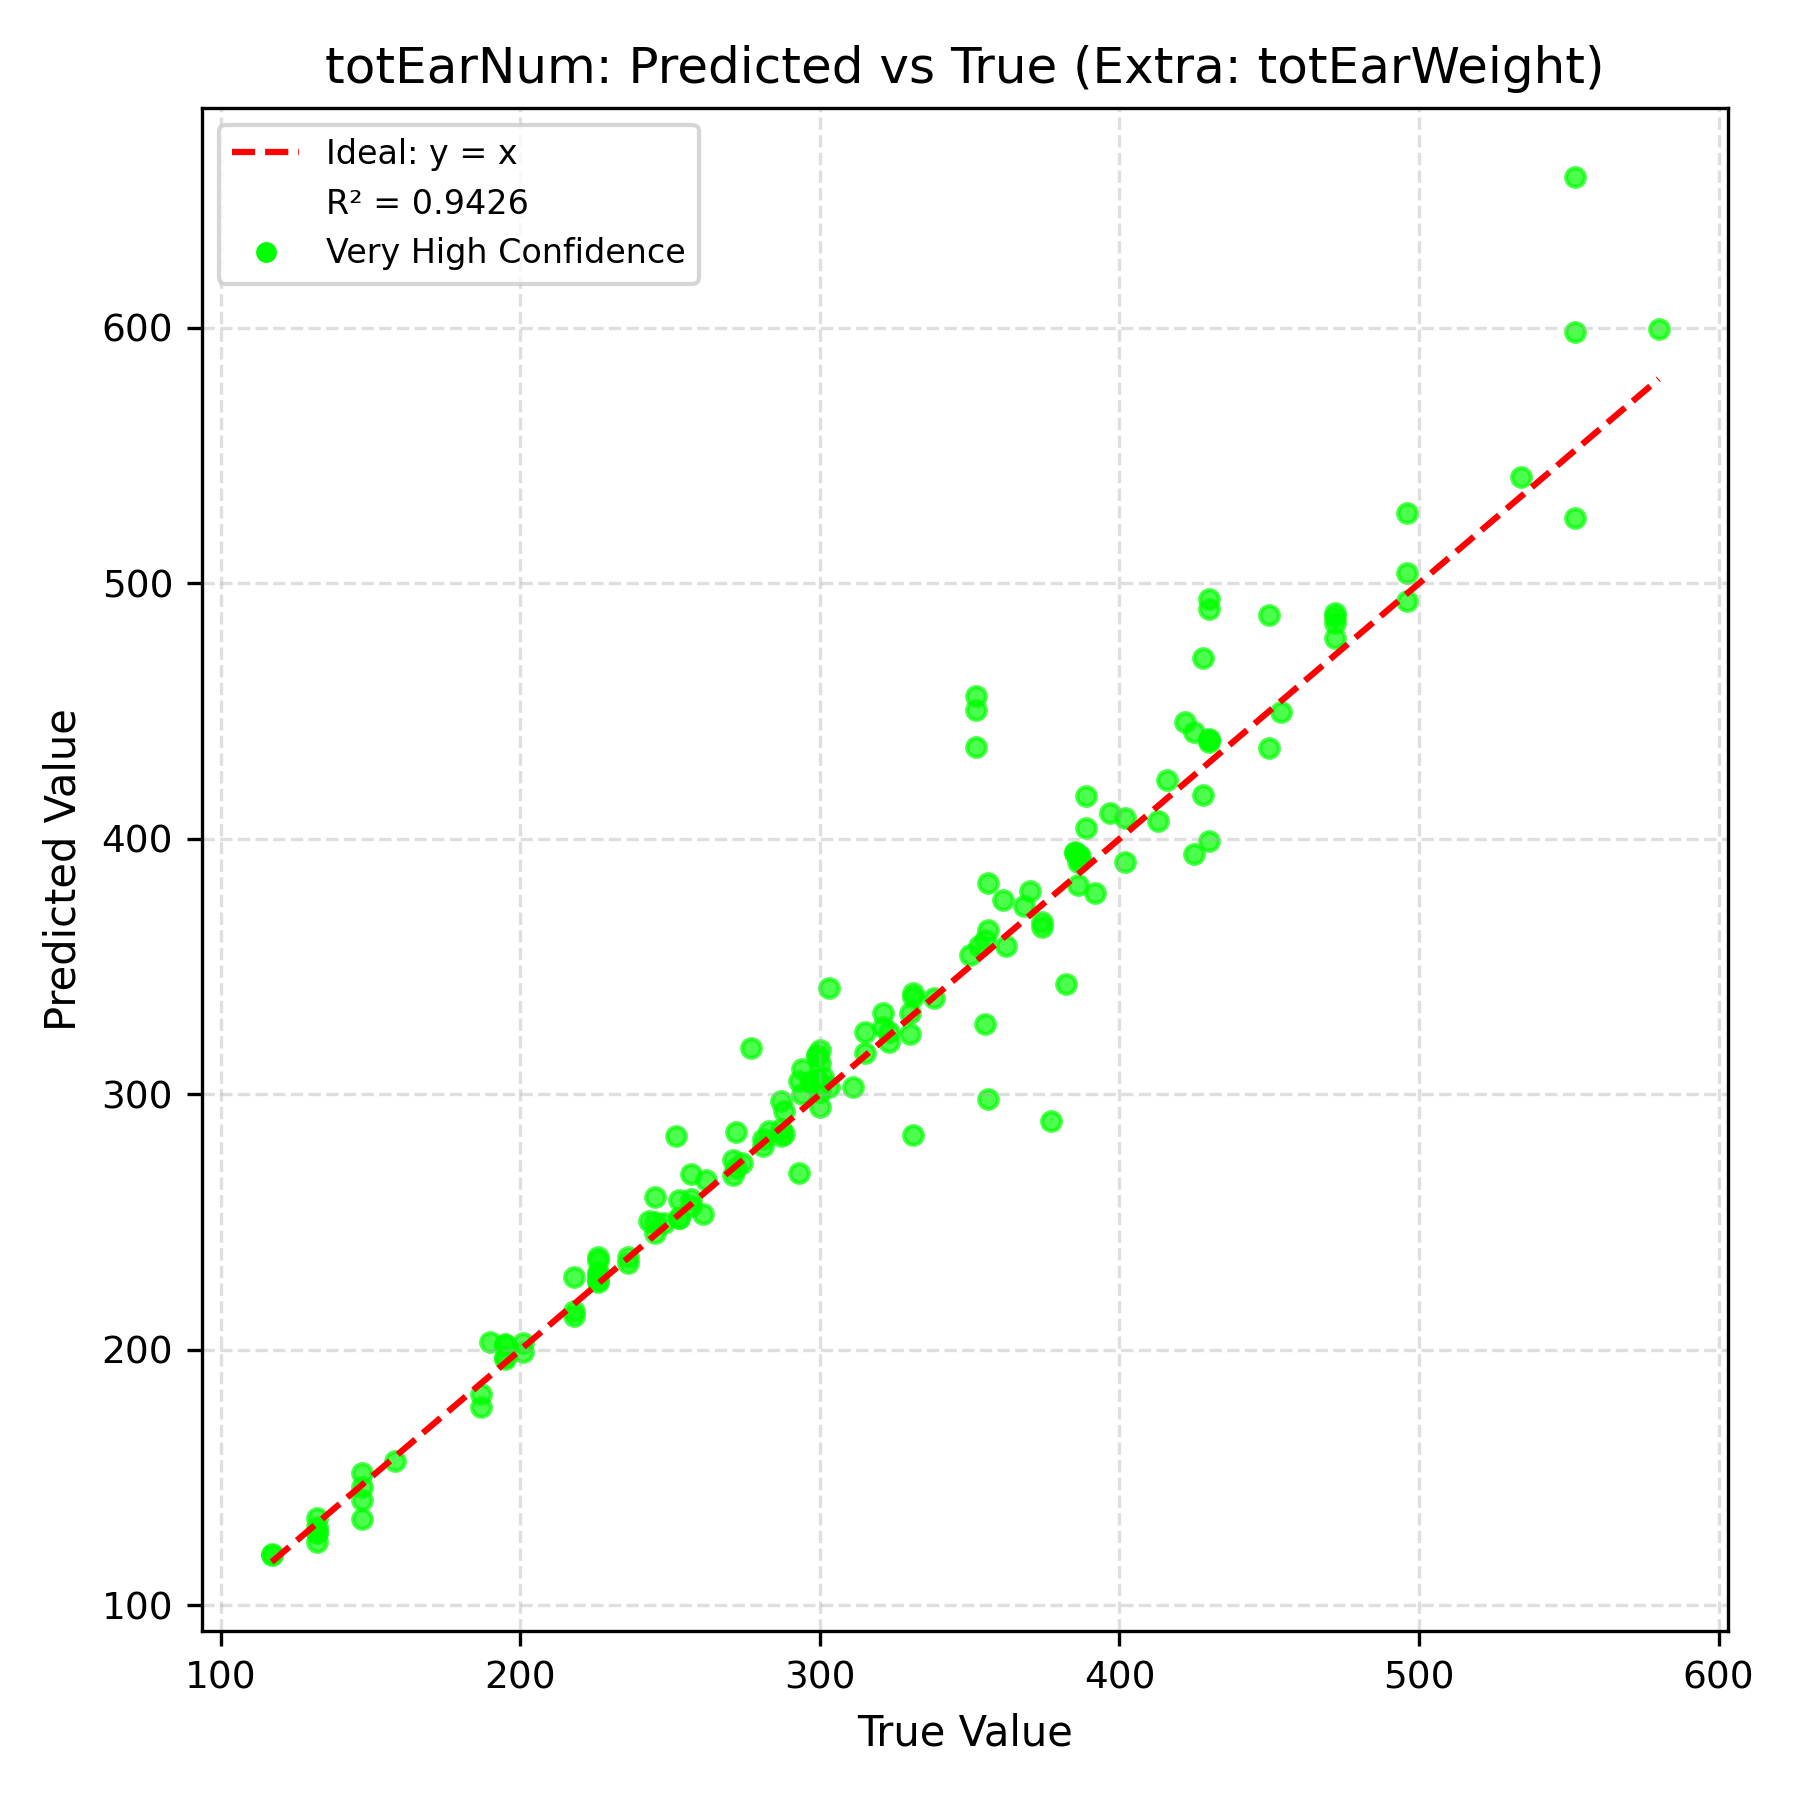 totEarNum: Predicted vs True (Extra: totEarWeight)
Ideal: y = x
R² = 0.9426
Very High Confidence
600
500
400
300
200
100
Predicted Value
100 200 300 400 500 600
True Value